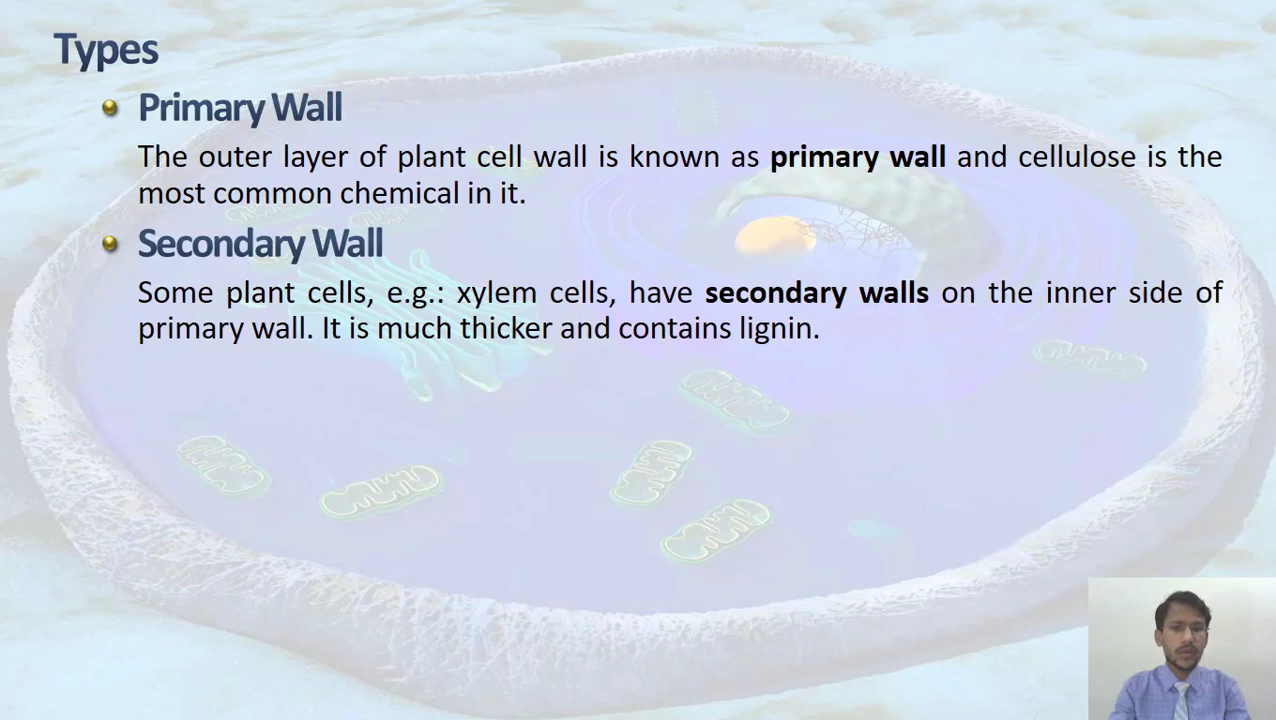 Types
Primary Wall
The outer layer of plant cell wall is known as primary wall and cellulose is the
most common chemical in it.
Secondary Wall
Some plant cells, e.g.: xylem cells, have secondary walls on the inner side of
primary wall. It is much thicker and contains lignin.